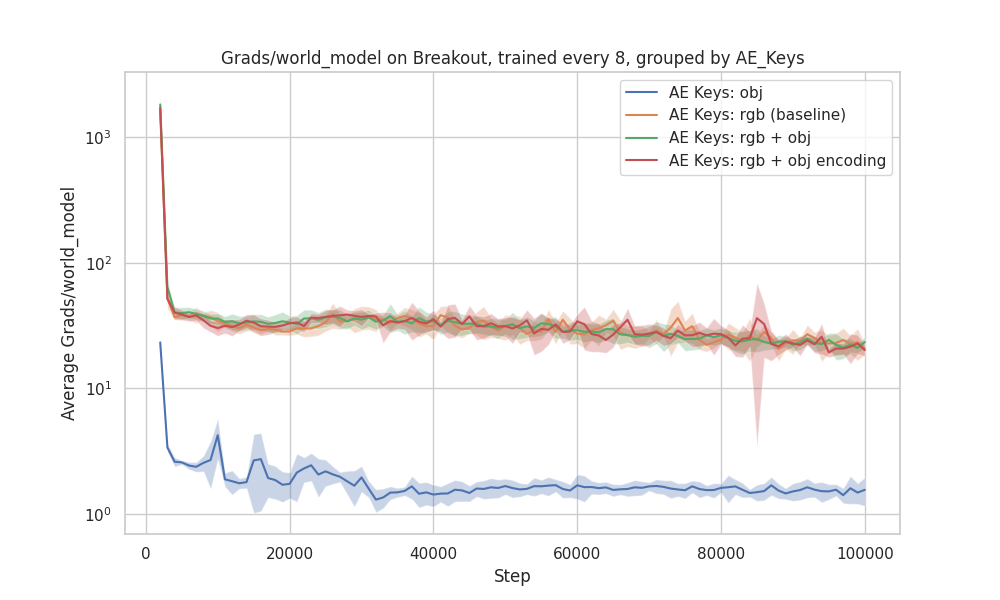 Grads/world_model on Breakout, trained every 8, grouped by AE_Keys
AE Keys: obj
AE Keys: rgb (baseline)
AE Keys: rgb + obj
AE Keys: rgb + obj encoding
Average Grads/world_model
10³
10²
10¹
10⁰
0 20000 40000 60000 80000 100000
Step